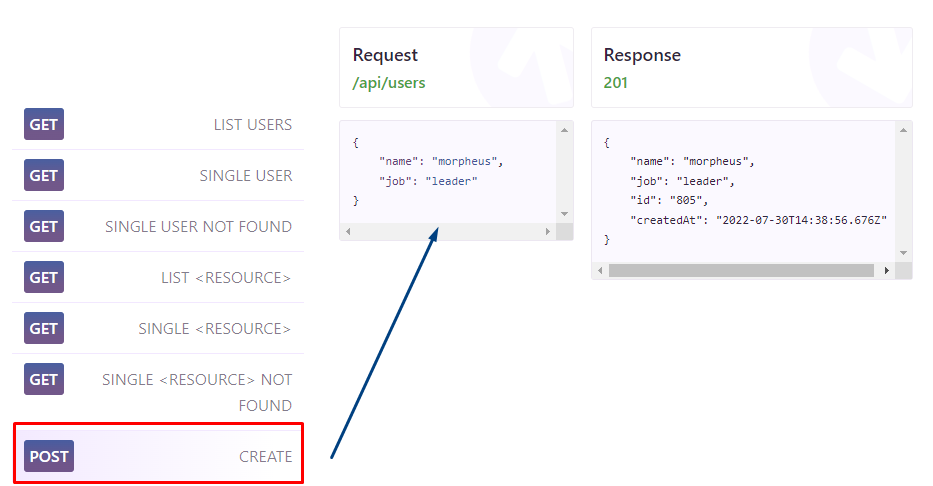 GET LIST USERS
GET SINGLE USER
GET SINGLE USER NOT FOUND
GET LIST <RESOURCE>
GET SINGLE <RESOURCE>
GET SINGLE <RESOURCE> NOT
FOUND
POST CREATE
Request
/api/users
{
    "name": "morpheus",
    "job": "leader"
}
Response
201
{
    "name": "morpheus",
    "job": "leader",
    "id": "805",
    "createdAt": "2022-07-30T14:38:56.676Z"
}